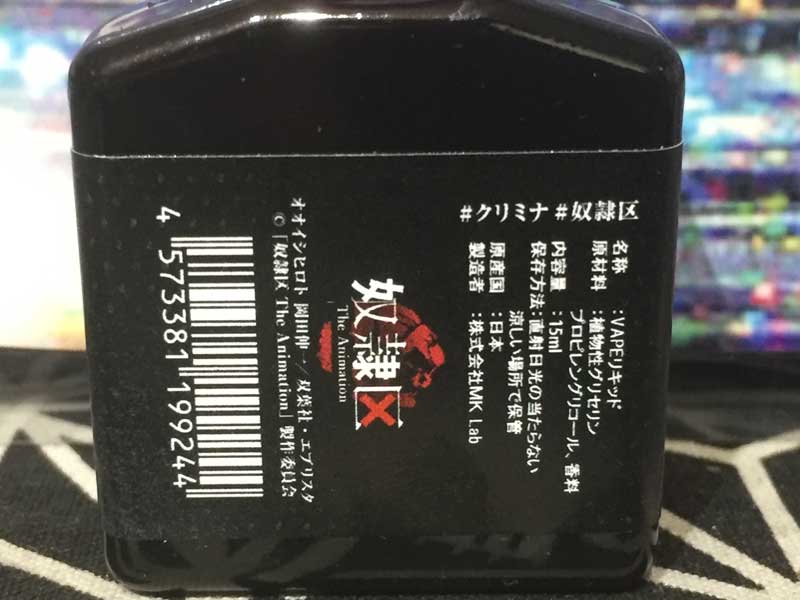 #クリミナ #奴隷区
名称 :VAPEリキッド
原材料 :植物性グリセリン
プロピレングリコール、香料
内容量 :15ml
保存方法:直射日光の当たらない
涼しい場所で保管
原産国 :日本
製造者 :株式会社MK Lab
奴隷区
The Animation
オオイシヒロト 岡田伸一/双葉社・エブリスタ
©「奴隷区 The Animation」製作委員会
4 573381 199244